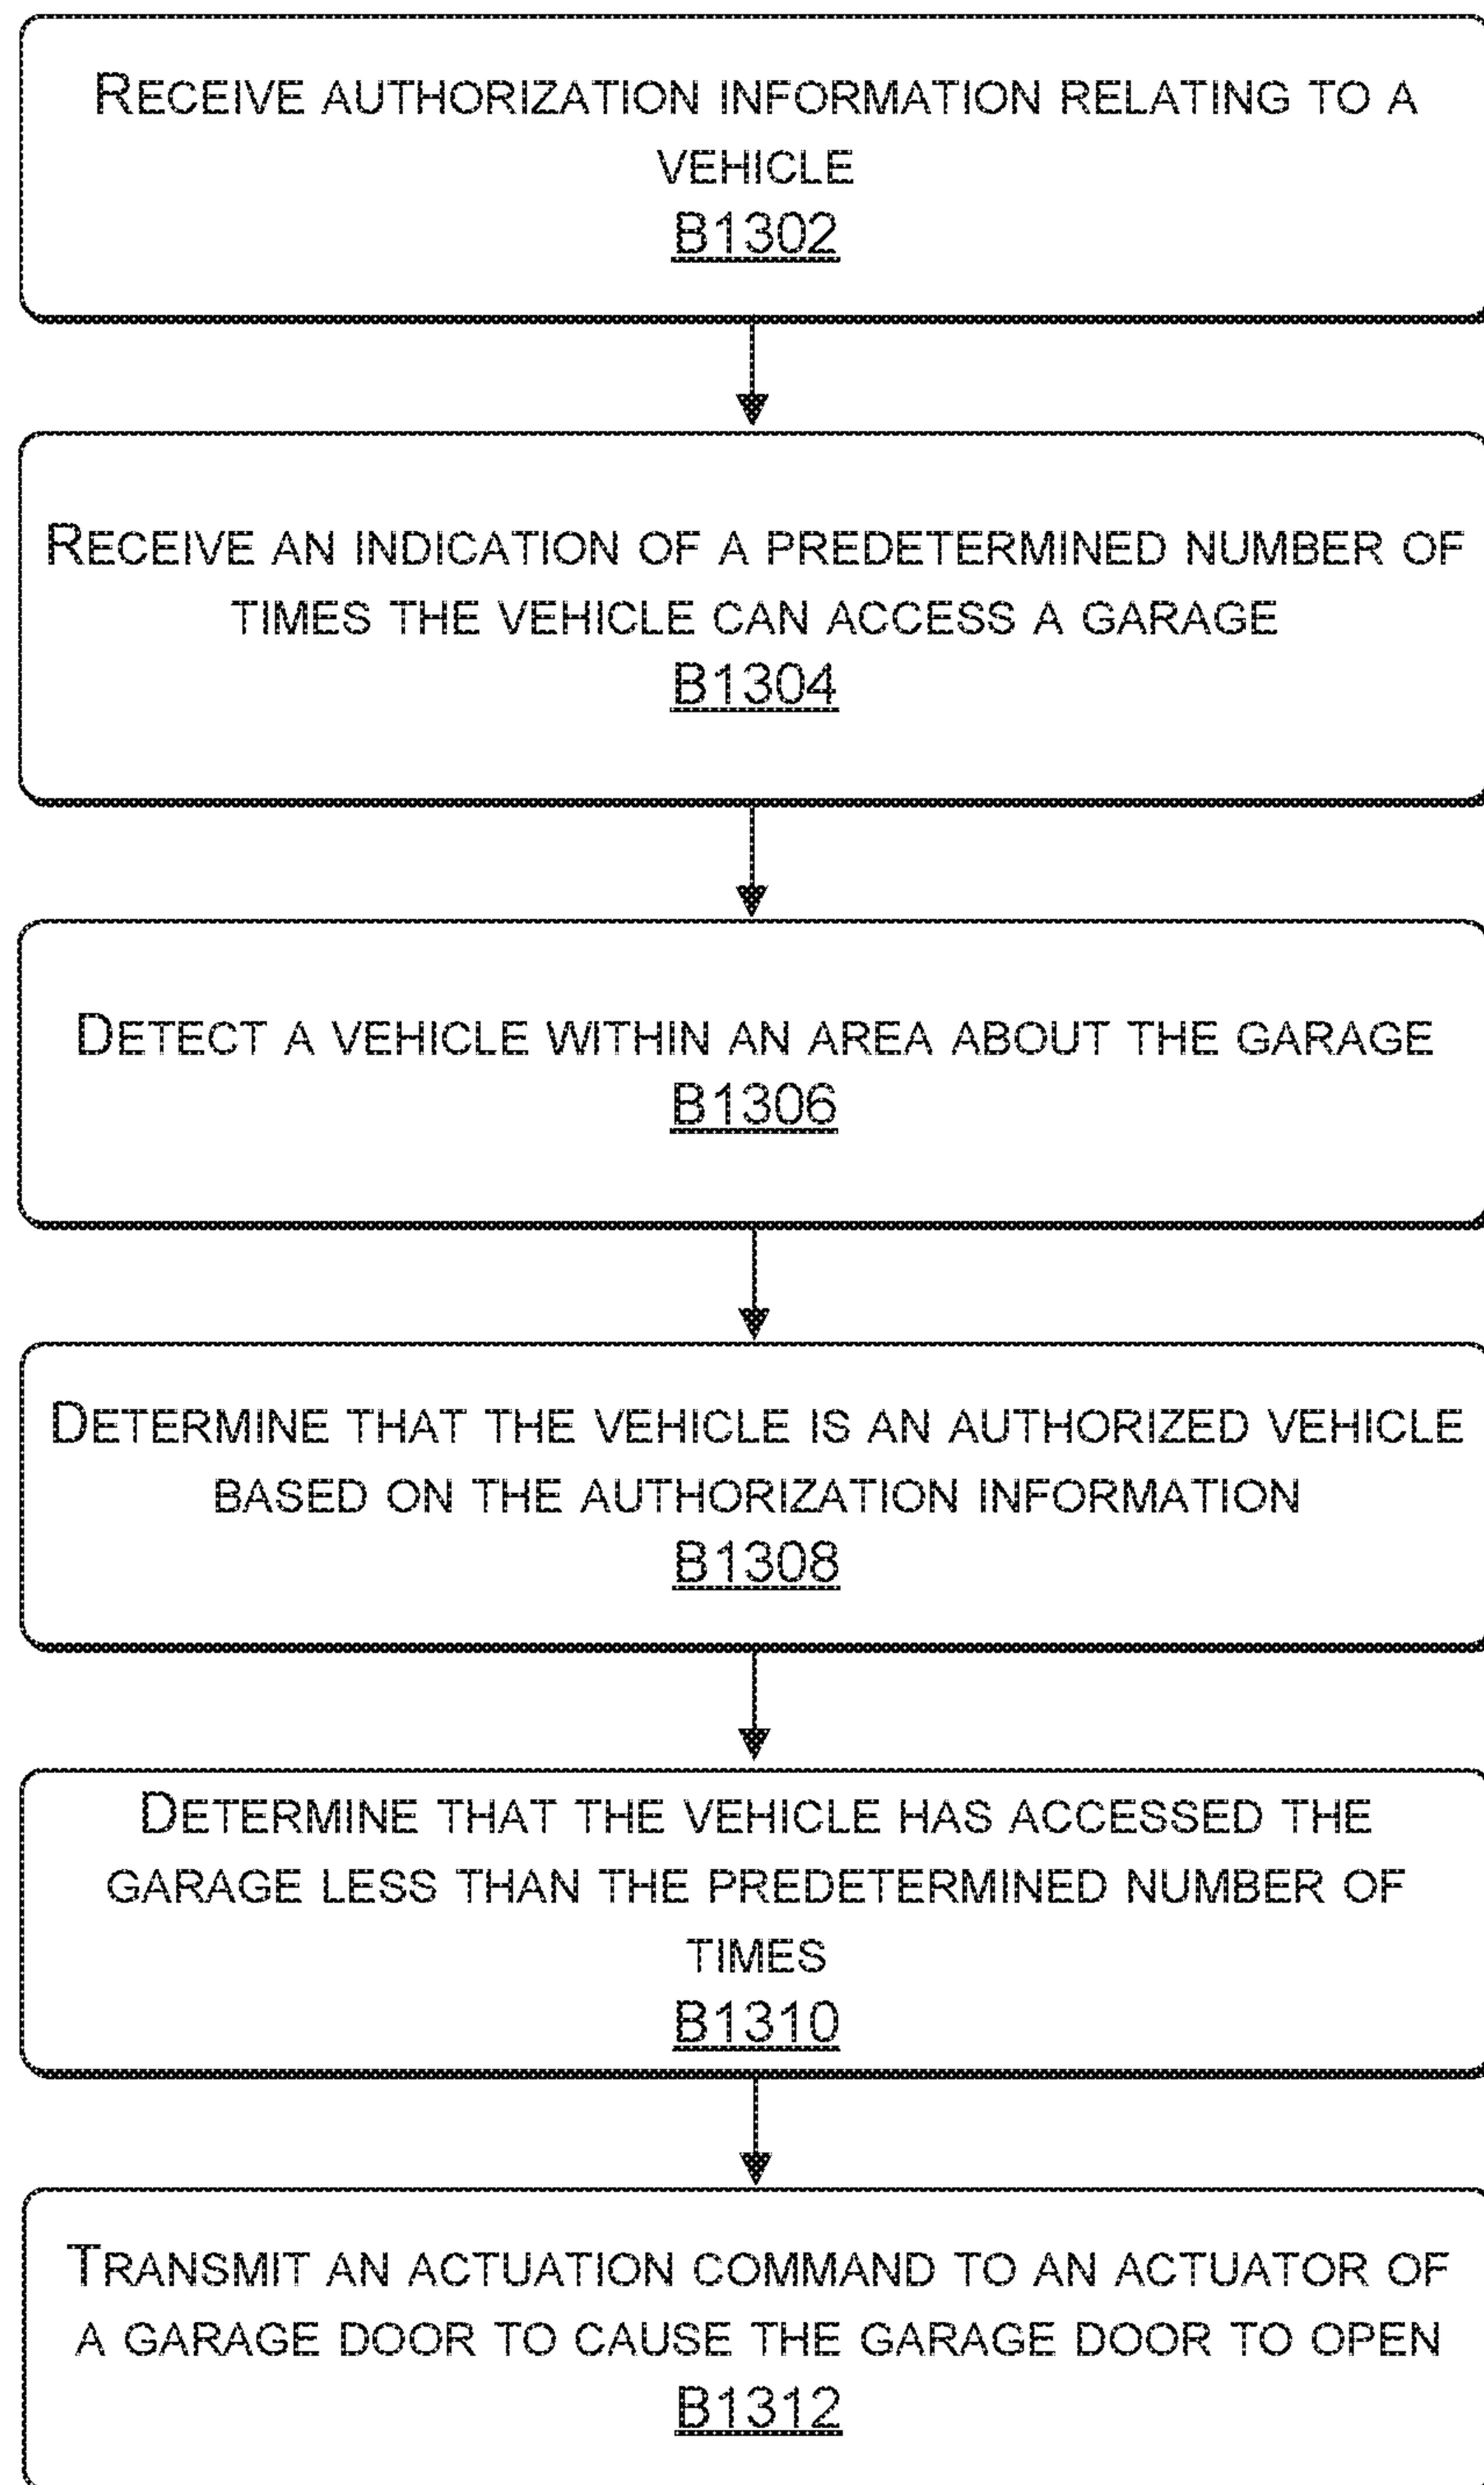 RECEIVE AUTHORIZATION INFORMATION RELATING TO A
VEHICLE
B1302
RECEIVE AN INDICATION OF A PREDETERMINED NUMBER OF
TIMES THE VEHICLE CAN ACCESS A GARAGE
B1304
DETECT A VEHICLE WITHIN AN AREA ABOUT THE GARAGE
B1306
DETERMINE THAT THE VEHICLE IS AN AUTHORIZED VEHICLE
BASED ON THE AUTHORIZATION INFORMATION
B1308
DETERMINE THAT THE VEHICLE HAS ACCESSED THE
GARAGE LESS THAN THE PREDETERMINED NUMBER OF
TIMES
B1310
TRANSMIT AN ACTUATION COMMAND TO AN ACTUATOR OF
A GARAGE DOOR TO CAUSE THE GARAGE DOOR TO OPEN
B1312